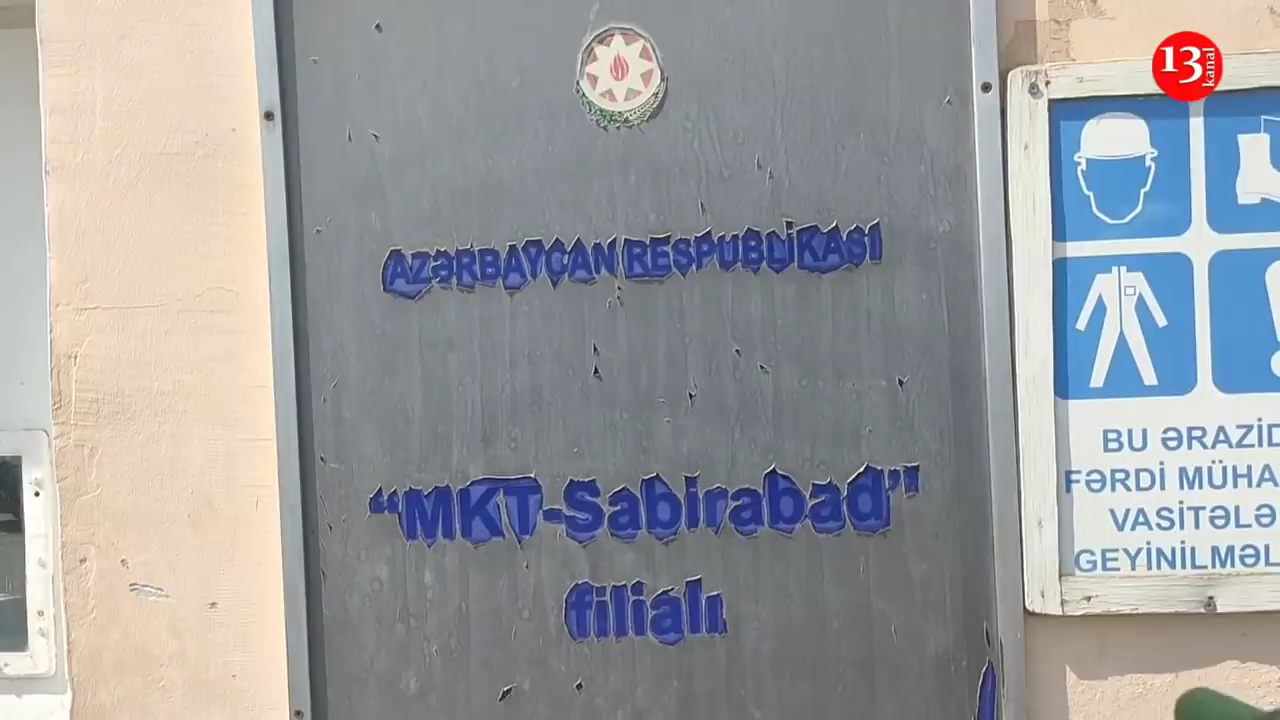 13 kanal
AZƏRBAYCAN RESPUBLİKASI
“MKT-Sabirabad”
filialı
BU ƏRAZİD
FƏRDİ MÜHA
VASİTƏLƏ
GEYİNİLMƏL